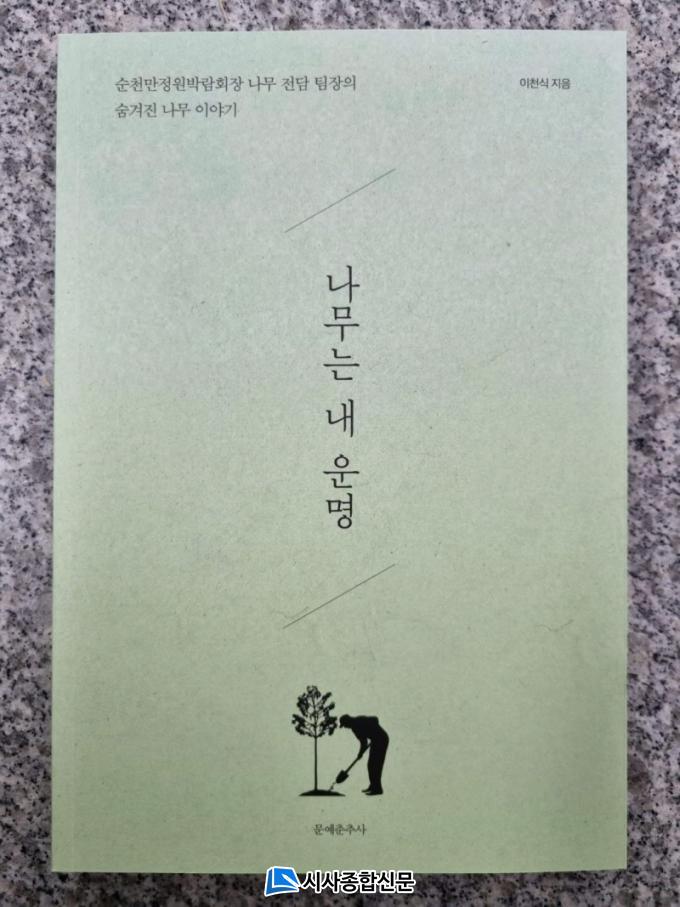 순천만정원박람회장 나무 전담 팀장의
숨겨진 나무 이야기
이천식 지음
나무는 내 운명
문예춘추사
시사종합신문